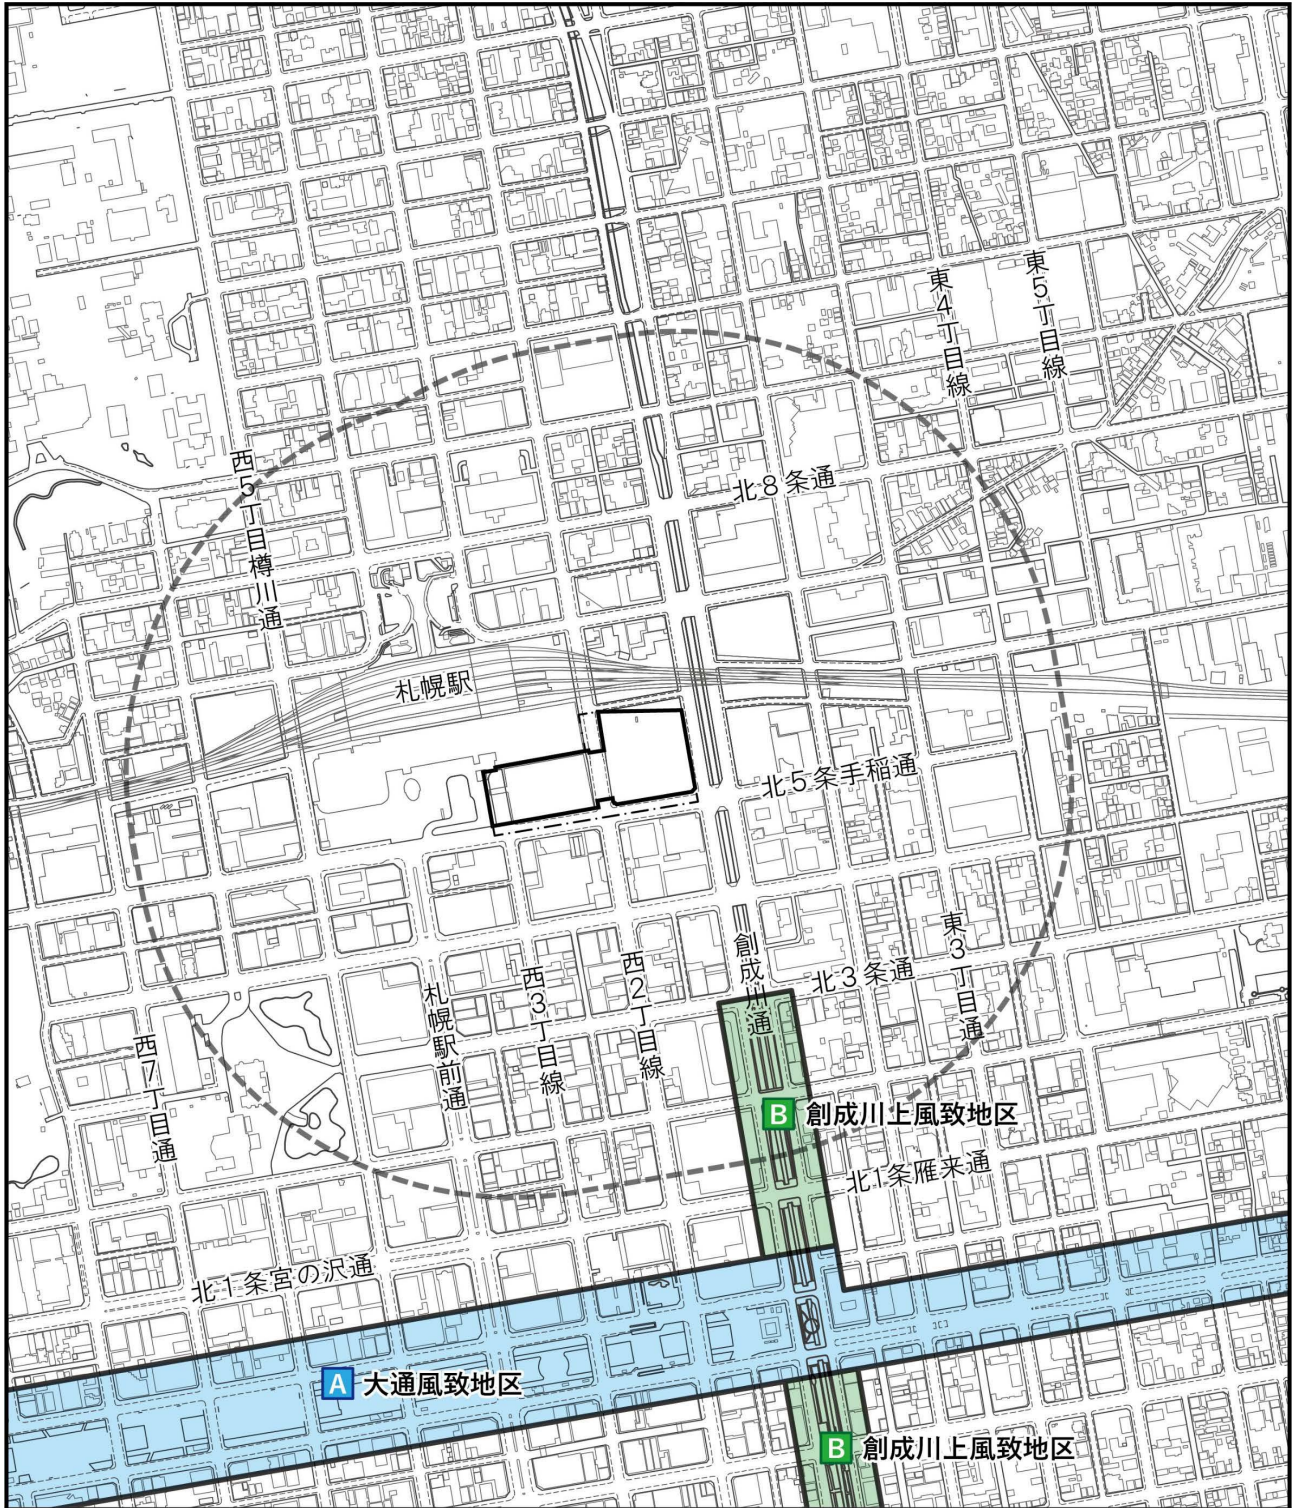 東4丁目線
東5丁目線
西5丁目樽川通
北8条通
札幌駅
北5条手稲通
創成川通
北3条通
東3丁目通
西2丁目線
西3丁目線
札幌駅前通
西7丁目通
B 創成川上風致地区
北1条雁来通
北1条宮の沢通
A 大通風致地区
B 創成川上風致地区